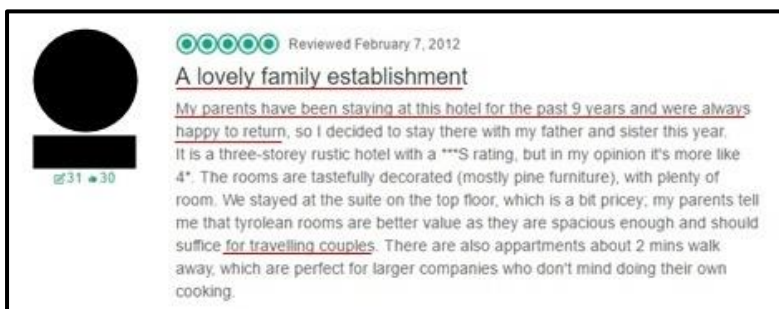 Reviewed February 7, 2012
A lovely family establishment
My parents have been staying at this hotel for the past 9 years and were always
happy to return, so I decided to stay there with my father and sister this year.
It is a three-storey rustic hotel with a ***S rating, but in my opinion it's more like
4*. The rooms are tastefully decorated (mostly pine furniture), with plenty of
room. We stayed at the suite on the top floor, which is a bit pricey; my parents tell
me that tyrolean rooms are better value as they are spacious enough and should
suffice for travelling couples. There are also appartments about 2 mins walk
away, which are perfect for larger companies who don't mind doing their own
cooking.
31 30